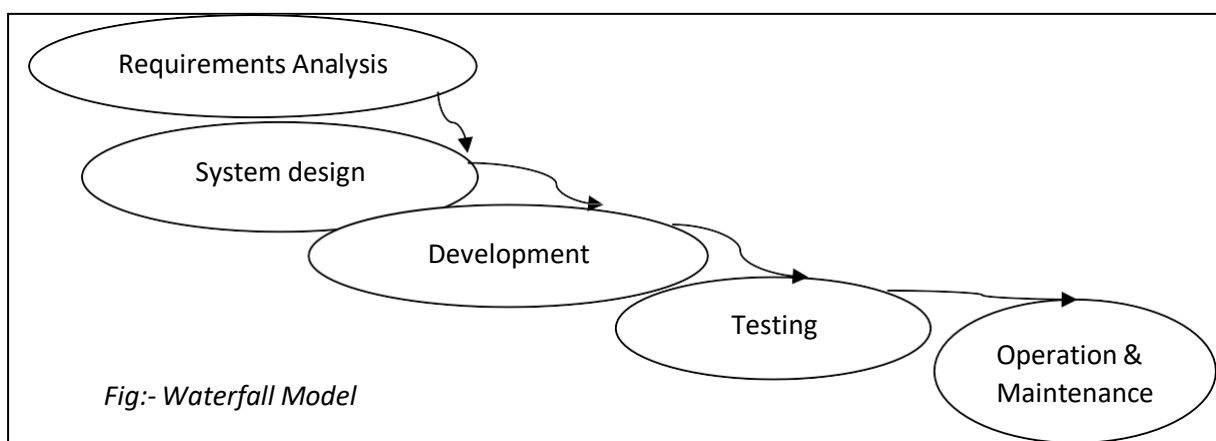 Requirements Analysis
System design
Development
Testing
Operation &
Maintenance
Fig:- Waterfall Model